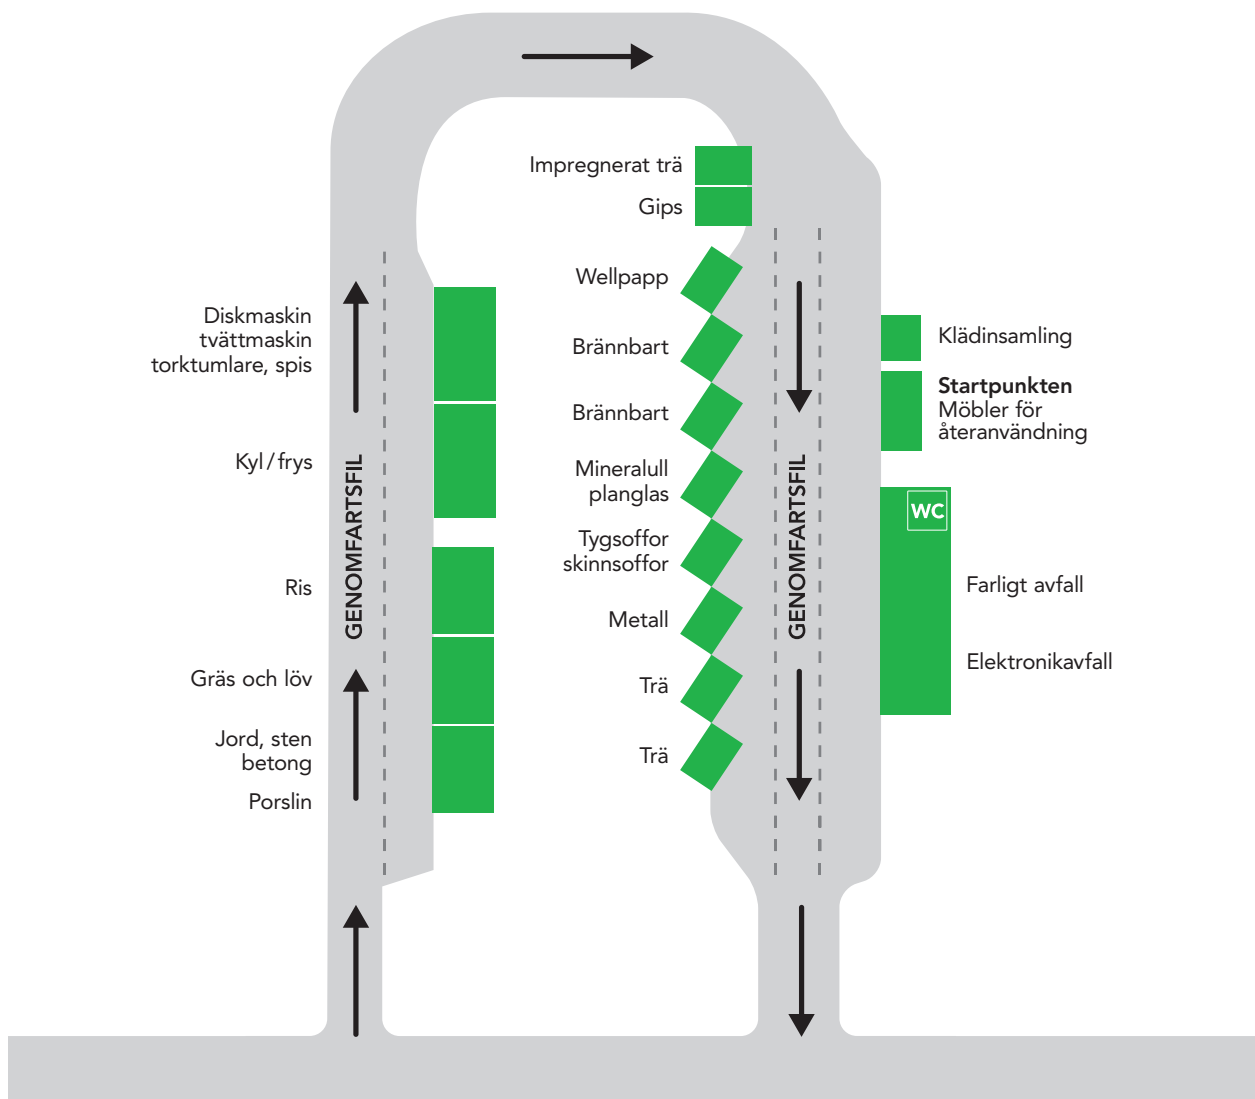 Impregnerat trä
Gips
Wellpapp
Brännbart
Brännbart
Mineralull
planglas
Tygsoffor
skinnsoffor
Metall
Trä
Trä
Diskmaskin
tvättmaskin
torktumlare, spis
Kyl/frys
Ris
Gräs och löv
Jord, sten
betong
Porslin
GENOMFARTSFIL
GENOMFARTSFIL
Klädinsamling
Startpunkten
Möbler för
återanvändning
WC
Farligt avfall
Elektronikavfall